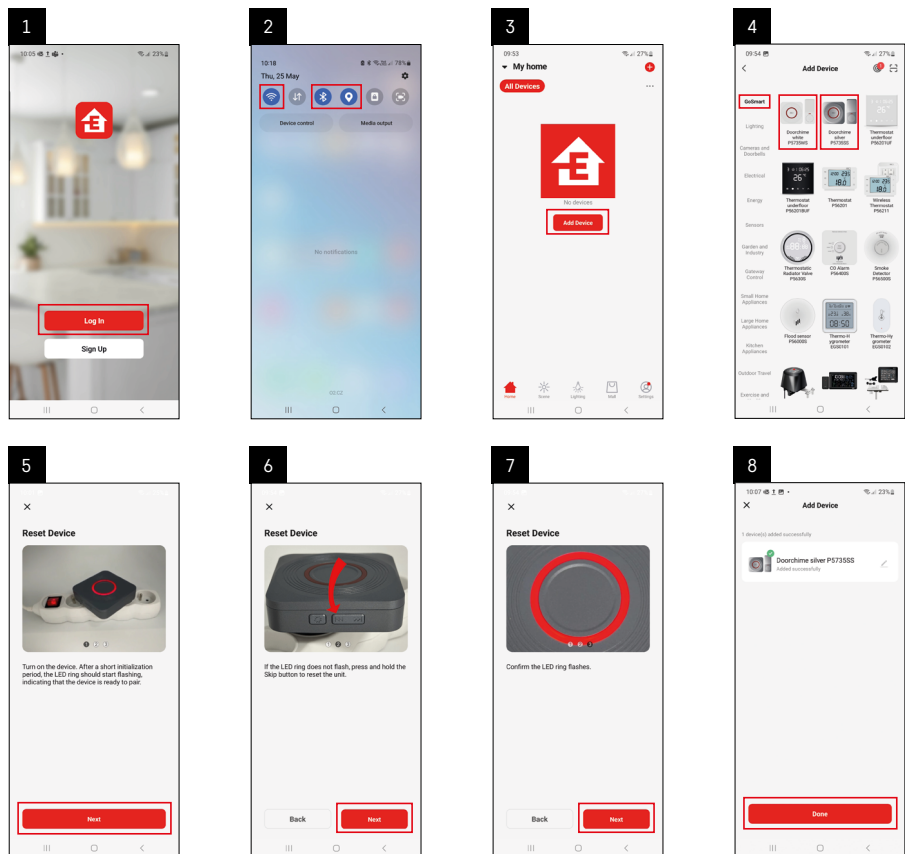 1
10:05
23%
Log In
Sign Up
2
10:18
78%
Thu, 25 May
Device control
Media output
No notifications
3
09:53
27%
My home
All Devices
No devices
Add Device
Home
Scene
Lighting
Mall
Settings
4
09:54
27%
Add Device
GoSmart
Lighting
Cameras and
Doorbells
Electrical
Energy
Sensors
Garden and
Industry
Gateway
Control
Small Home
Appliances
Large Home
Appliances
Kitchen
Appliances
Outdoor Travel
Exercise and
Doorchime
white
P5735WS
Doorchime
silver
P5735SS
Thermostat
underfloor
P56201UF
Thermostat
underfloor
P56201BUF
Thermostat
P56201
Wireless
Thermostat
P56211
Thermostatic
Radiator Valve
P5630S
CO Alarm
P56400S
Smoke
Detector
P56500S
Flood sensor
P5600SS
Thermo-H
ygrometer
EGS0101
Thermo-Hy
grometer
EGS0102
5
Reset Device
Turn on the device. After a short initialization
period, the LED ring should start flashing,
indicating that the device is ready to pair.
Next
6
Reset Device
If the LED ring does not flash, press and hold the
Skip button to reset the unit.
Back
Next
7
Reset Device
Confirm the LED ring flashes.
Back
Next
8
10:07
23%
Add Device
1 device(s) added successfully
Doorchime silver P5735SS
Added successfully
Done